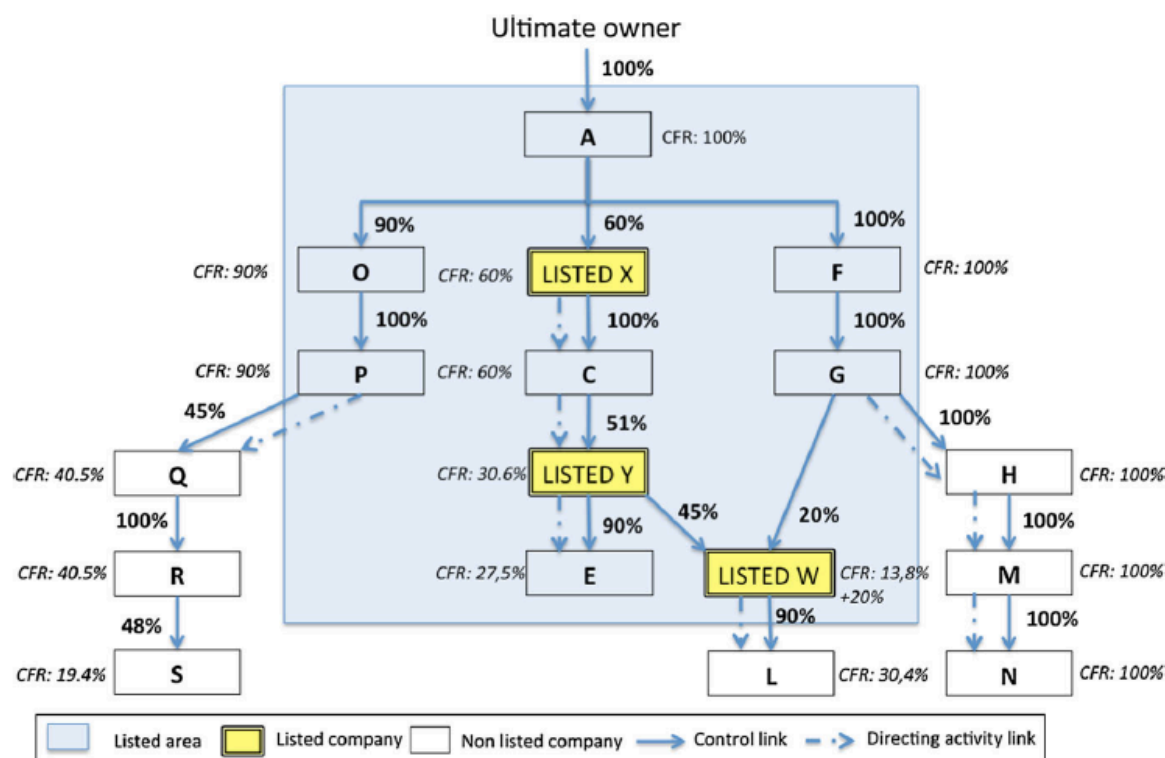 Ultimate owner
100%
A
CFR: 100%
90%
60%
100%
CFR: 90%
O
CFR: 60%
LISTED X
F
CFR: 100%
100%
100%
100%
CFR: 90%
P
CFR: 60%
C
G
CFR: 100%
45%
51%
100%
CFR: 40.5%
Q
CFR: 30.6%
LISTED Y
H
CFR: 100%
100%
90%
45%
20%
100%
CFR: 40.5%
R
CFR: 27,5%
E
LISTED W
CFR: 13,8%
+20%
M
CFR: 100%
48%
90%
100%
CFR: 19.4%
S
L
CFR: 30,4%
N
CFR: 100%
Listed area
Listed company
Non listed company
Control link
Directing activity link